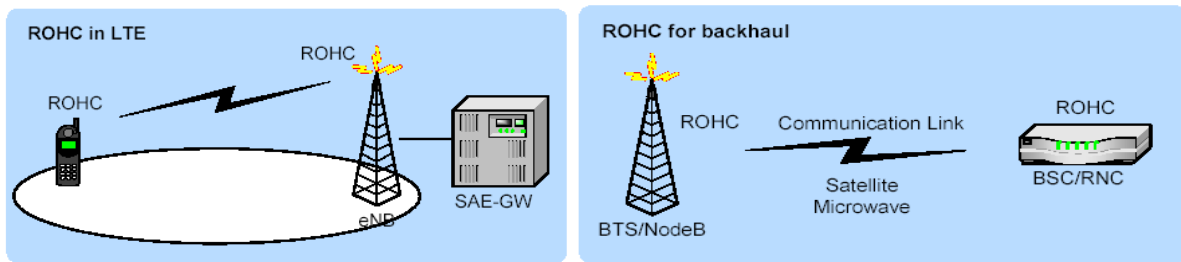 ROHC in LTE
ROHC
ROHC
SAE-GW
eNB
ROHC for backhaul
ROHC
Communication Link
ROHC
Satellite
Microwave
BTS/NodeB
BSC/RNC